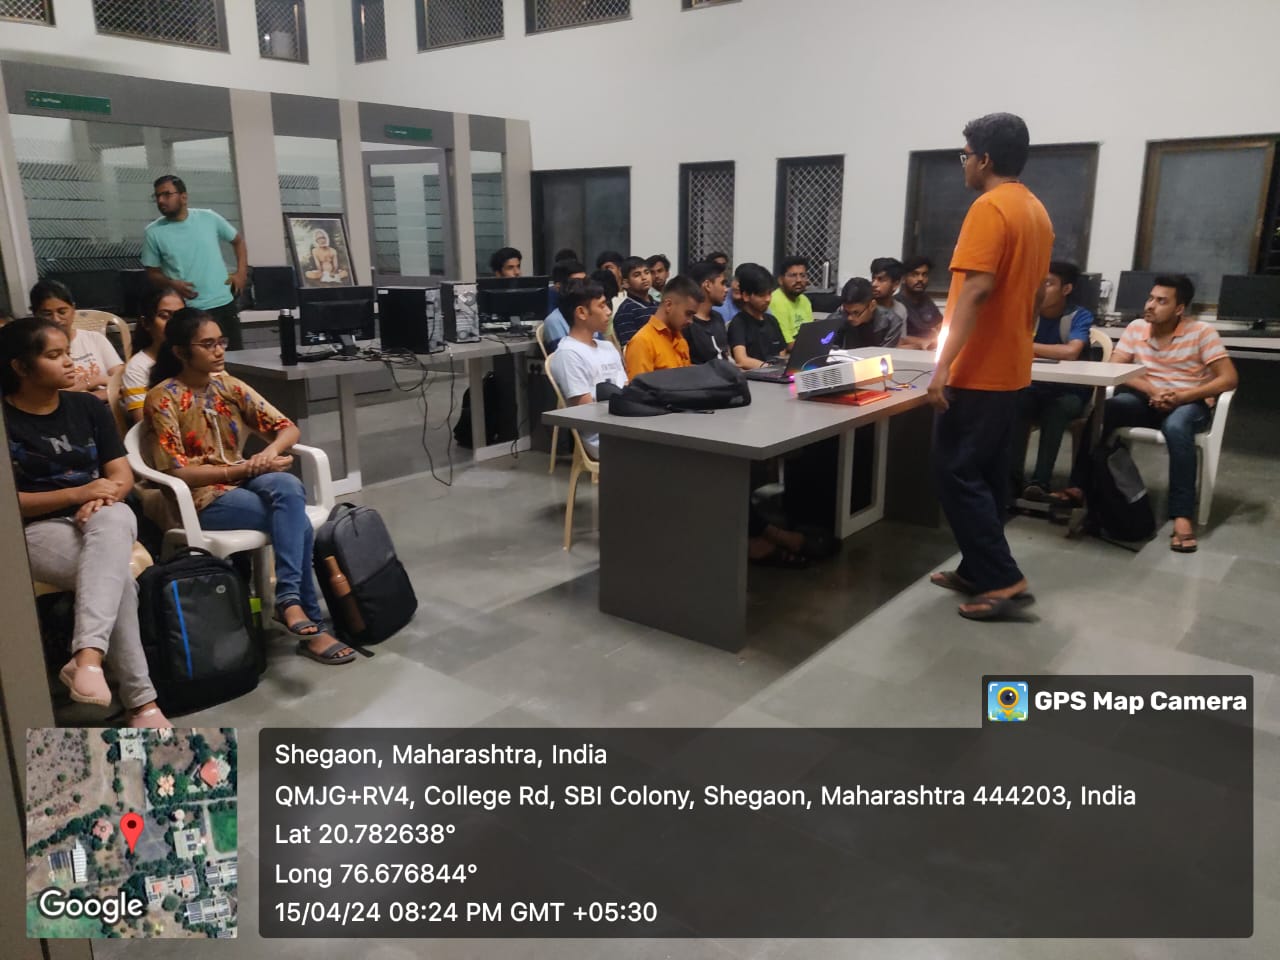 GPS Map Camera
Shegaon, Maharashtra, India
QMJG+RV4, College Rd, SBI Colony, Shegaon, Maharashtra 444203, India
Lat 20.782638°
Long 76.676844°
15/04/24 08:24 PM GMT +05:30
Google